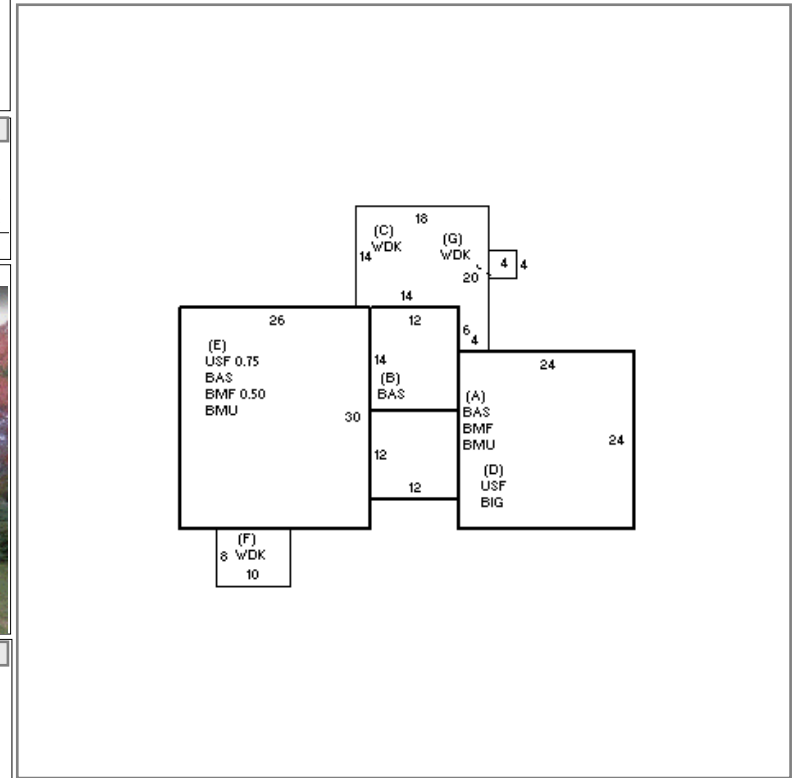 18
(C)
WDK
14
(G)
WDK
20
4
4
14
26
12
6
4
(E)
USF 0.75
BAS
BMF 0.50
BMU
30
14
(B)
BAS
24
(A)
BAS
BMF
BMU
24
12
(D)
USF
BIG
12
(F)
8 WDK
10